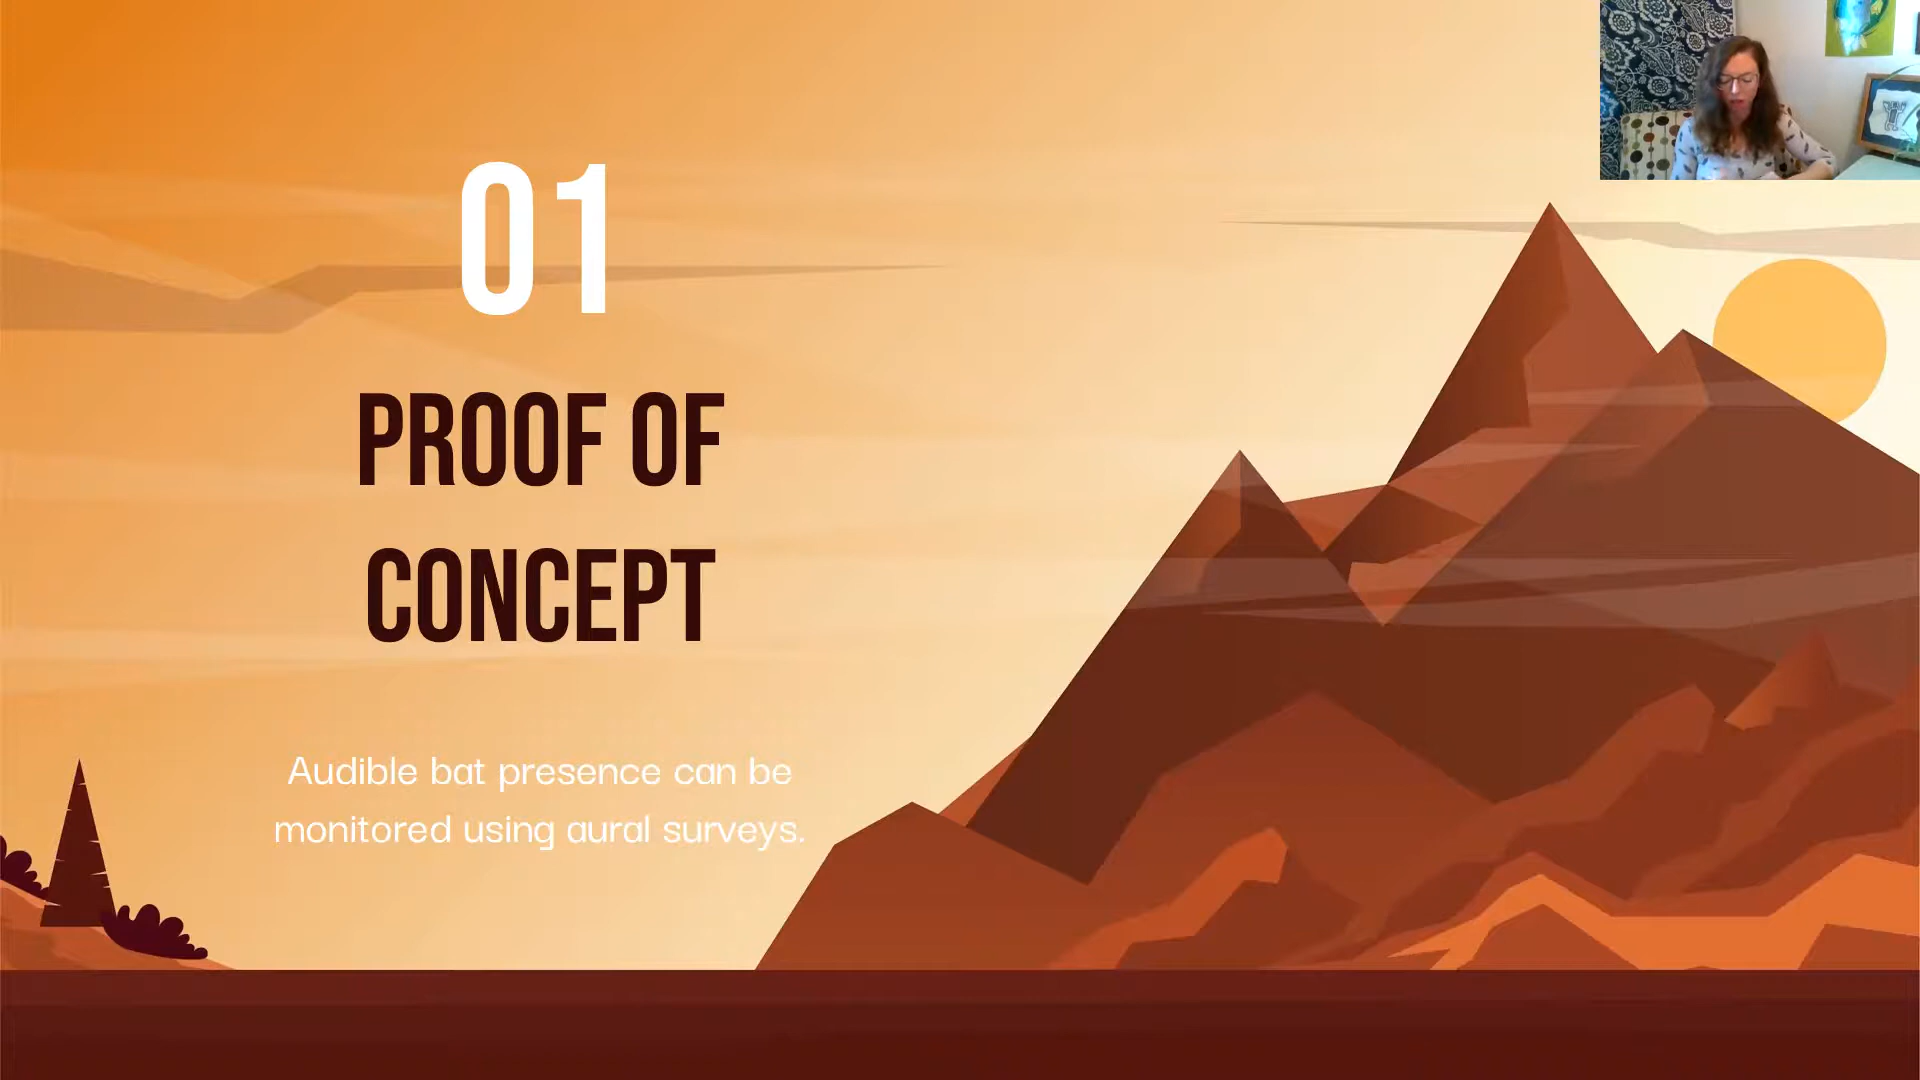 01
PROOF OF
CONCEPT
Audible bat presence can be
monitored using aural surveys.